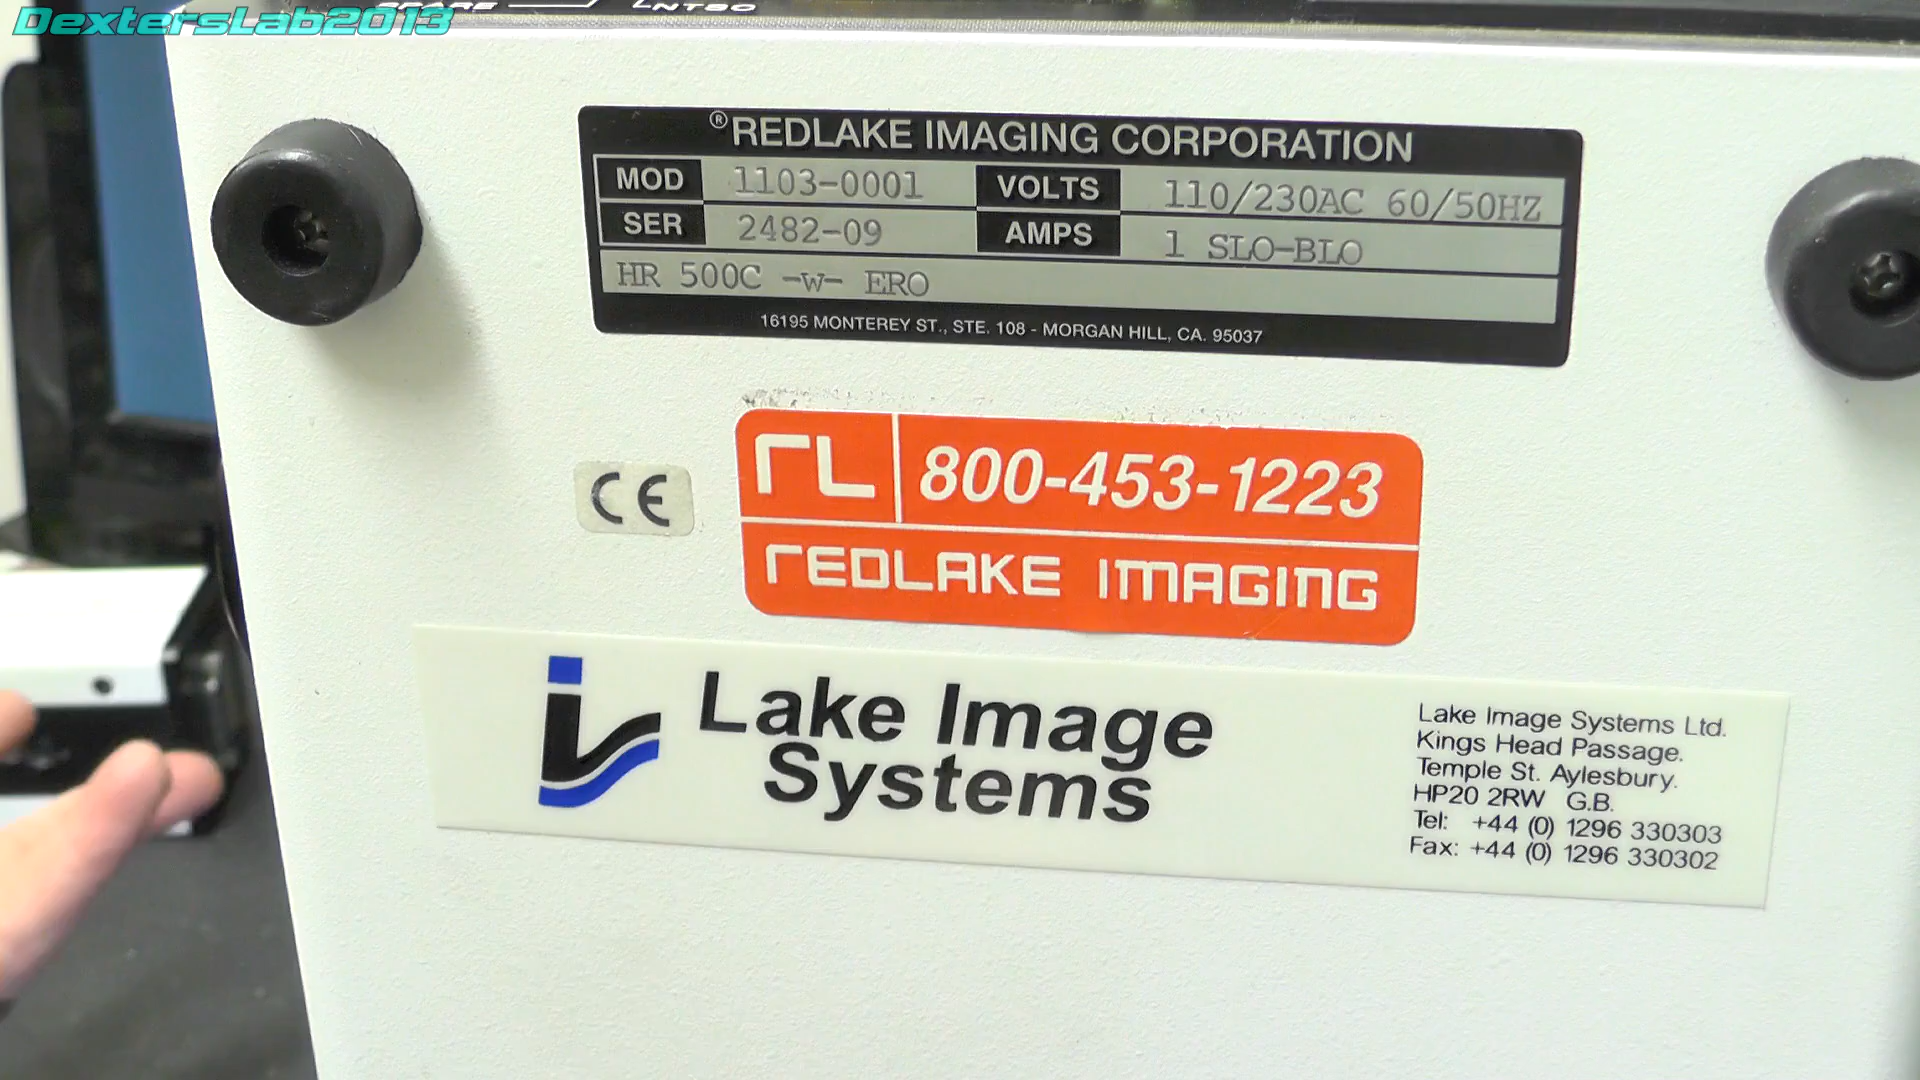 DextersLab2013
® REDLAKE IMAGING CORPORATION
MOD 1103-0001 VOLTS 110/230AC 60/50HZ
SER 2482-09 AMPS 1 SLO-BLO
HR 500C -w- ERO
16195 MONTEREY ST., STE. 108 - MORGAN HILL, CA. 95037
CE
rL 800-453-1223
REDLAKE IMAGING
Lake Image
Systems
Lake Image Systems Ltd.
Kings Head Passage.
Temple St. Aylesbury.
HP20 2RW G.B.
Tel: +44 (0) 1296 330303
Fax: +44 (0) 1296 330302